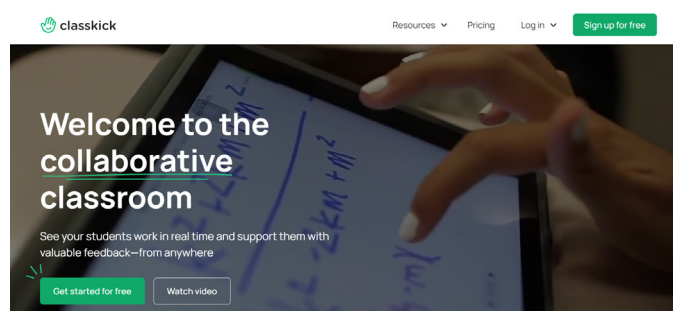 classkick
Resources
Pricing
Log in
Sign up for free
Welcome to the
collaborative
classroom
See your students work in real time and support them with
valuable feedback—from anywhere
Get started for free
Watch video